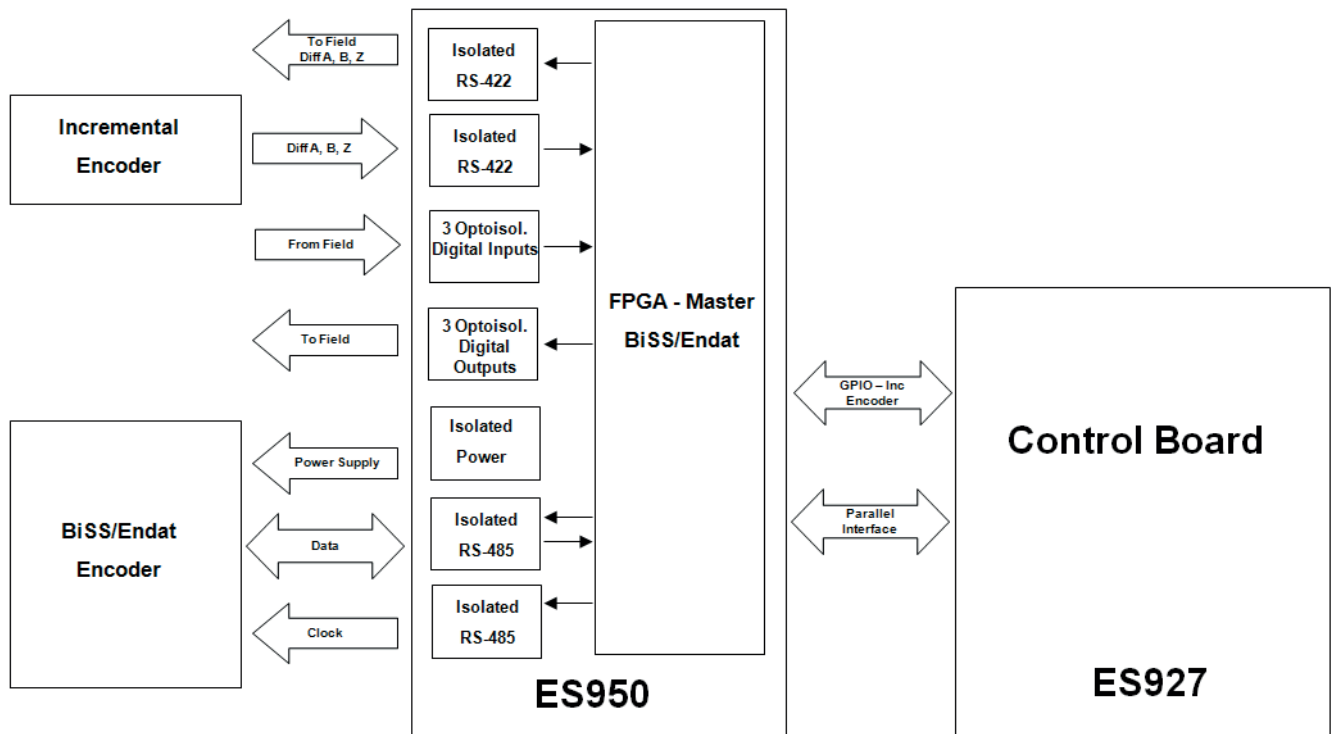 To Field
Diff A, B, Z
Isolated
RS-422
Incremental
Encoder
Diff A, B, Z
Isolated
RS-422
From Field
3 Optoisol.
Digital Inputs
To Field
3 Optoisol.
Digital
Outputs
FPGA - Master
BiSS/Endat
Isolated
Power
Power Supply
BiSS/Endat
Encoder
Data
Isolated
RS-485
Clock
Isolated
RS-485
ES950
GPIO – Inc
Encoder
Parallel
Interface
Control Board
ES927